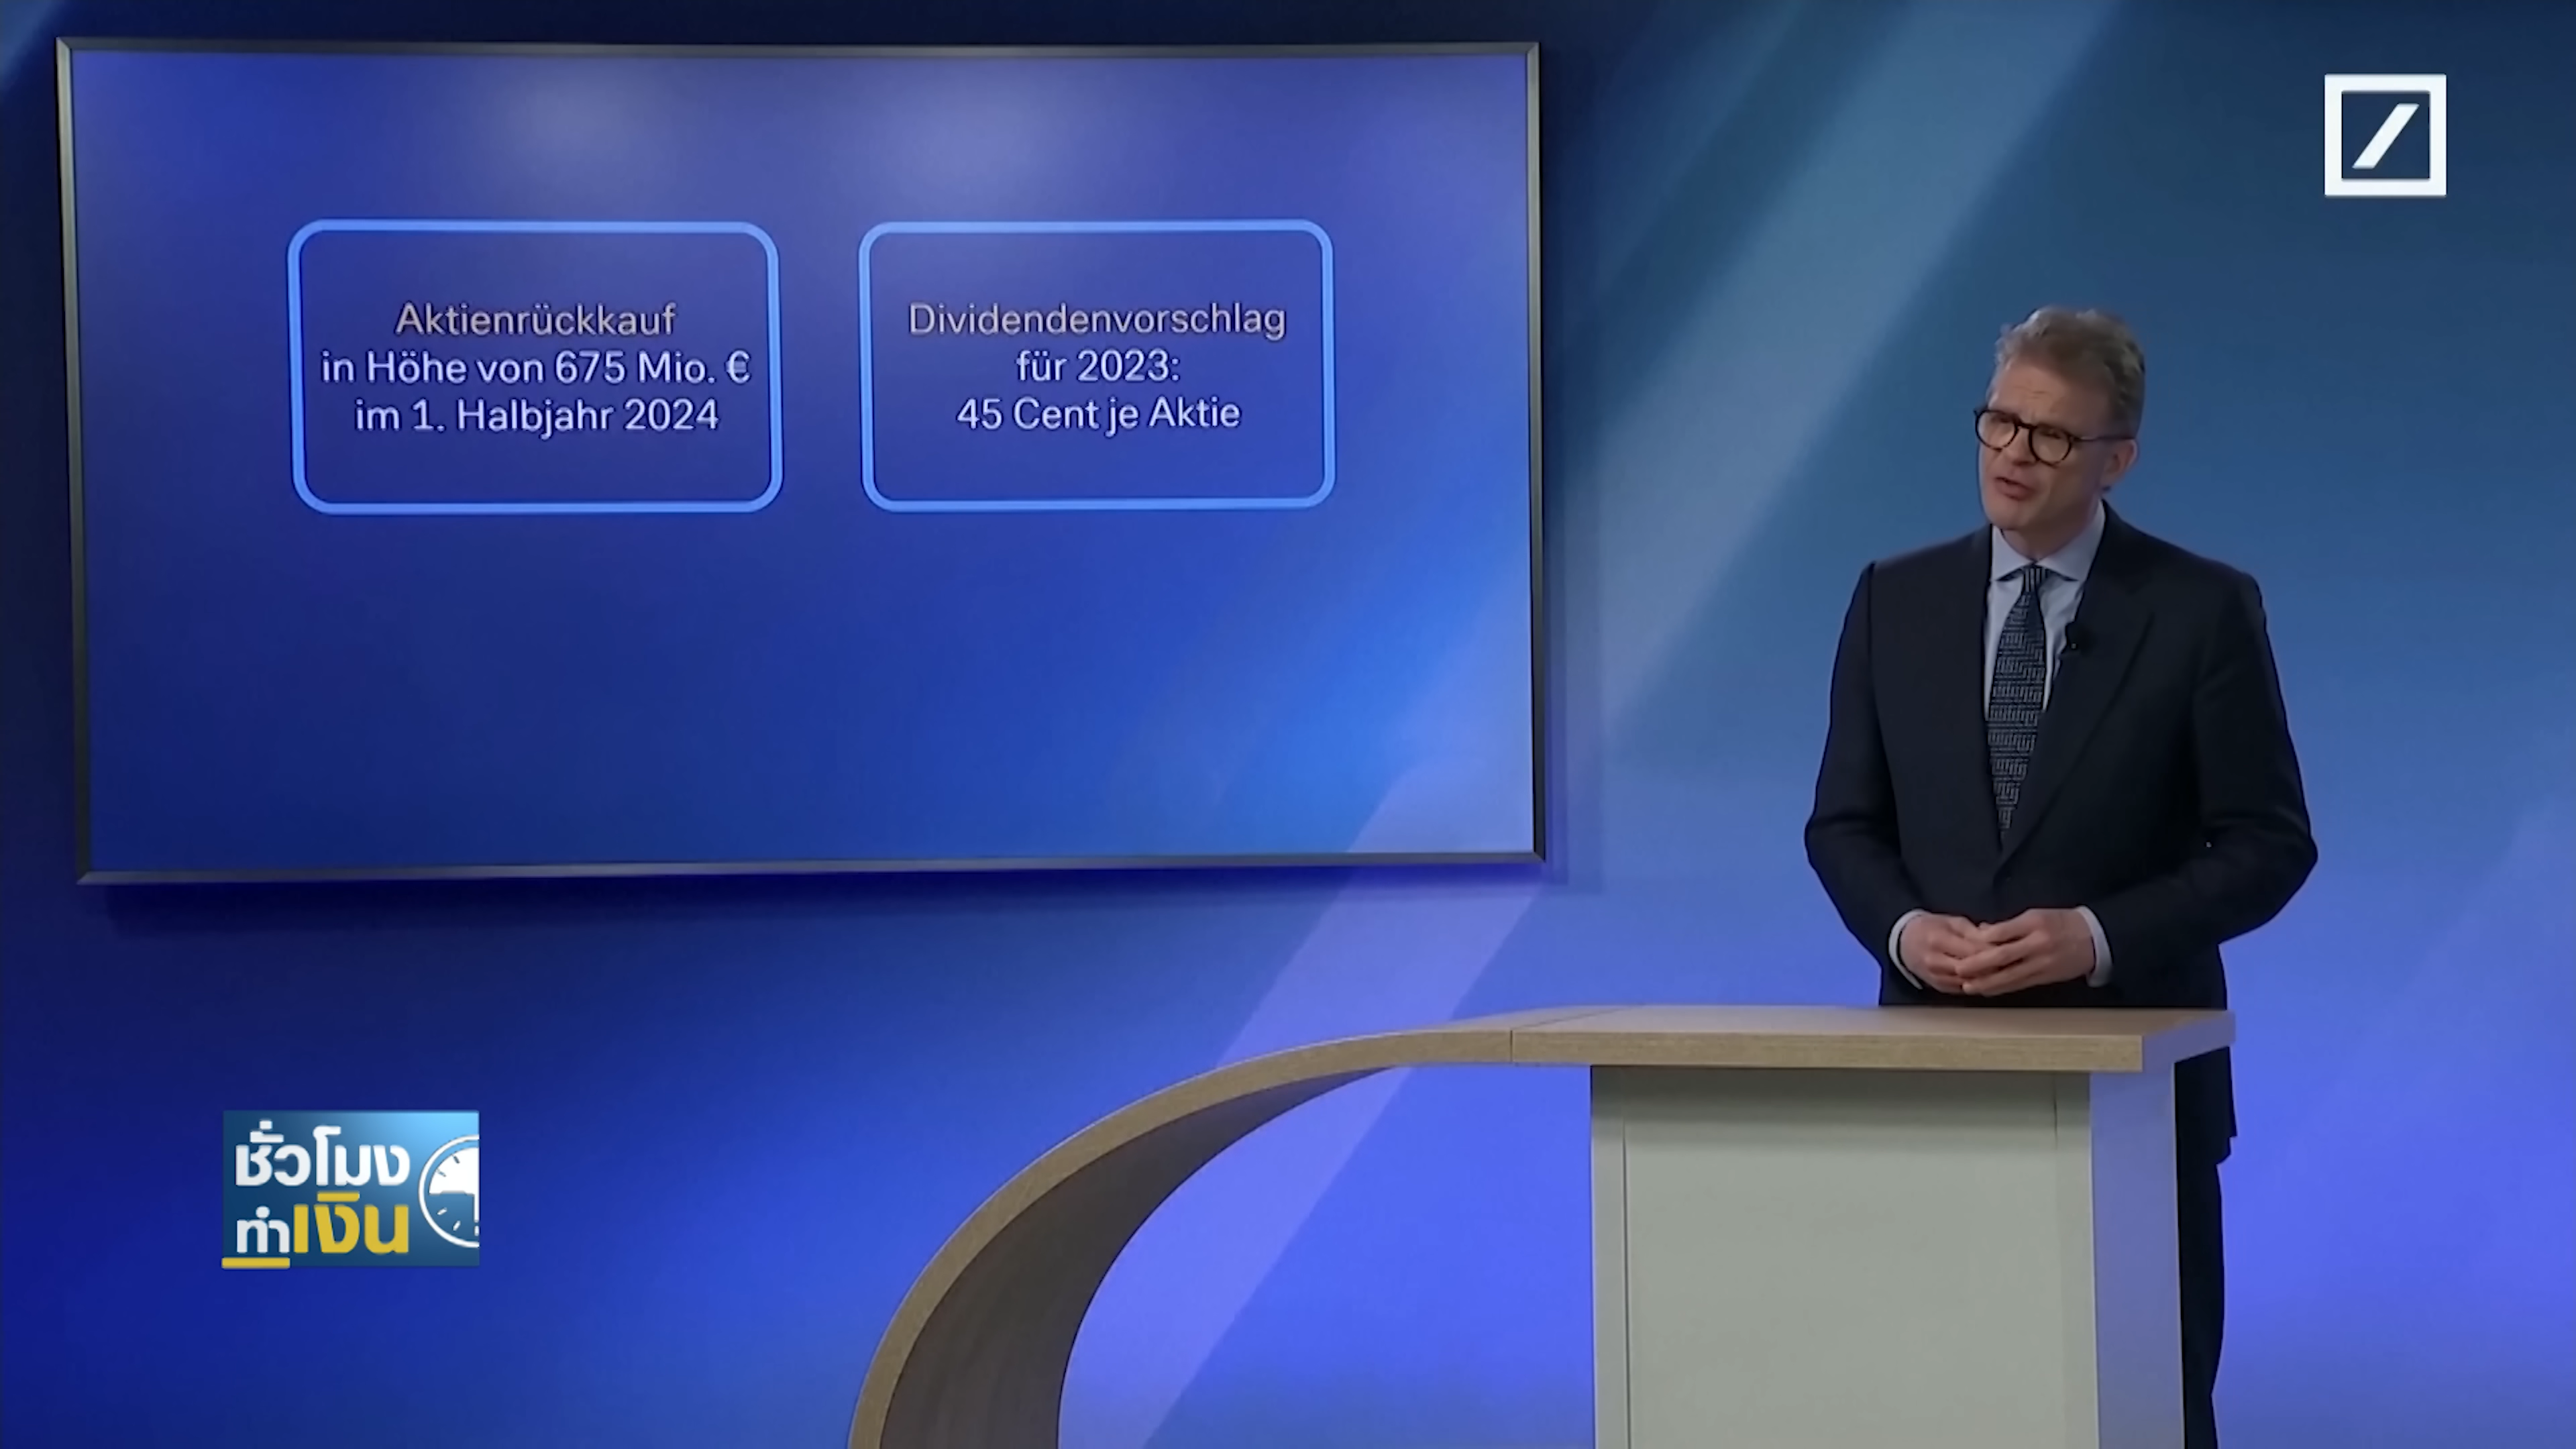 Aktienrückkauf
in Höhe von 675 Mio. €
im 1. Halbjahr 2024
Dividendenvorschlag
für 2023:
45 Cent je Aktie
ชั่วโมง
ทำเงิน